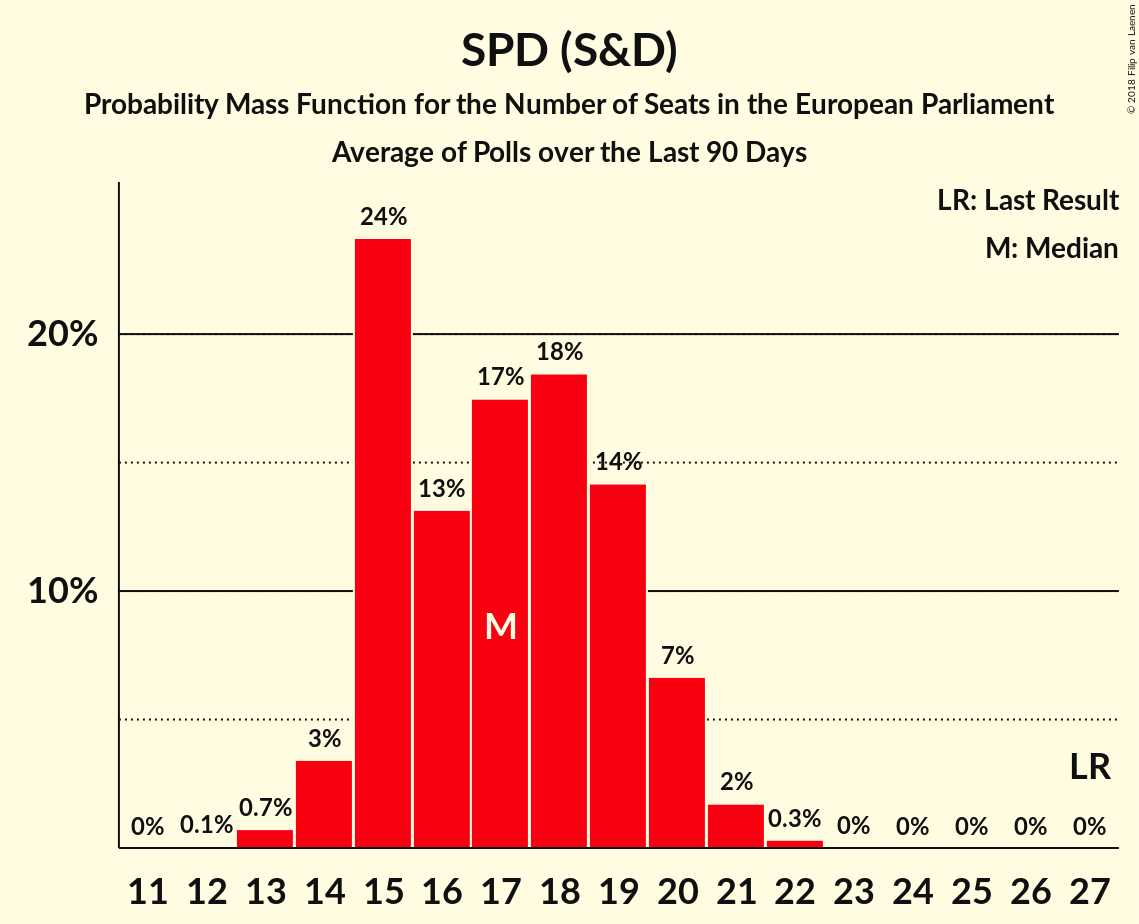 SPD (S&D)
Probability Mass Function for the Number of Seats in the European Parliament
Average of Polls over the Last 90 Days
© 2018 Filip van Laenen
LR: Last Result
M: Median
20%
10%
0%
0.1%
0.7%
3%
24%
13%
17%
18%
14%
7%
2%
0.3%
0%
0%
0%
0%
0%
M
LR
11 12 13 14 15 16 17 18 19 20 21 22 23 24 25 26 27